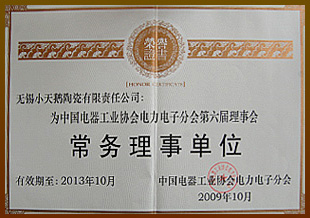 榮譽證書
HONOR CERTIFICATE
无锡小天鹅陶瓷有限责任公司：
为中国电器工业协会电力电子分会第六届理事会
常务理事单位
有效期至：2013年10月
中国电器工业协会电力电子分会
2009年10月